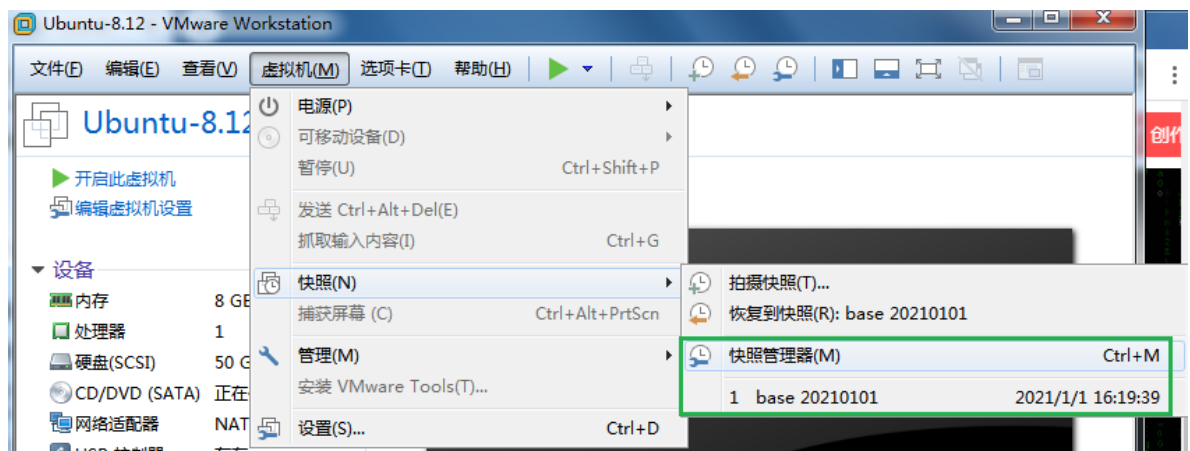 Ubuntu-8.12 - VMware Workstation
文件(F) 编辑(E) 查看(V) 虚拟机(M) 选项卡(T) 帮助(H)
Ubuntu-8.12
电源(P)
可移动设备(D)
创作
开启此虚拟机
暂停(U) Ctrl+Shift+P
编辑虚拟机设置
发送 Ctrl+Alt+Del(E)
抓取输入内容(I) Ctrl+G
设备
快照(N)
拍摄快照(T)...
内存 8 GB
捕获屏幕 (C) Ctrl+Alt+PrtScn
恢复到快照(R): base 20210101
处理器 1
硬盘(SCSI) 50 G
管理(M)
快照管理器(M) Ctrl+M
CD/DVD (SATA) 正在
安装 VMware Tools(T)...
1 base 20210101 2021/1/1 16:19:39
网络适配器 NAT
设置(S)... Ctrl+D